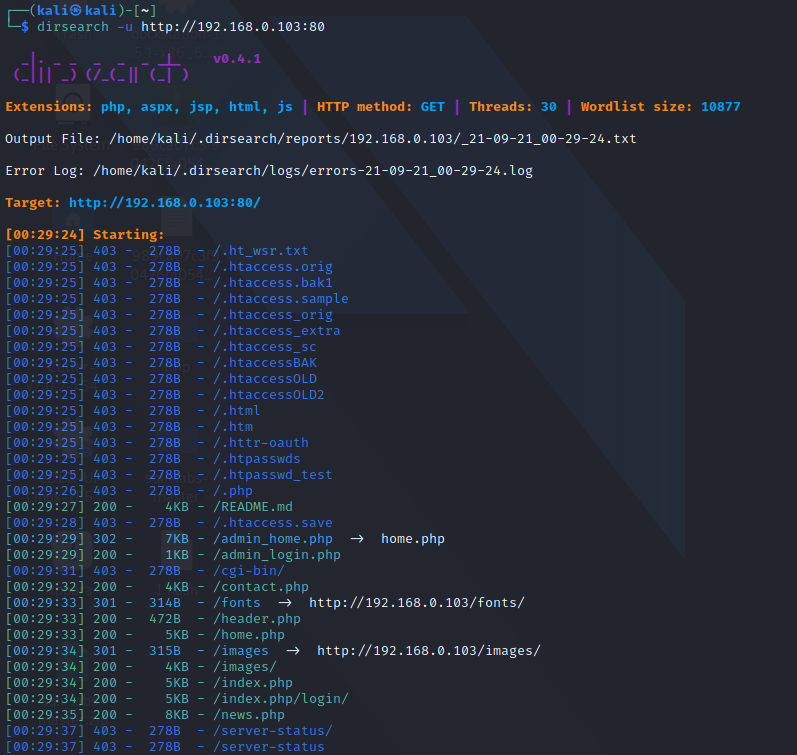 ┌──(kali㉿kali)-[~]
└─$ dirsearch -u http://192.168.0.103:80
v0.4.1
Extensions: php, aspx, jsp, html, js | HTTP method: GET | Threads: 30 | Wordlist size: 10877
Output File: /home/kali/.dirsearch/reports/192.168.0.103/_21-09-21_00-29-24.txt
Error Log: /home/kali/.dirsearch/logs/errors-21-09-21_00-29-24.log
Target: http://192.168.0.103:80/
[00:29:24] Starting:
[00:29:25] 403 -  278B  - /.ht_wsr.txt
[00:29:25] 403 -  278B  - /.htaccess.orig
[00:29:25] 403 -  278B  - /.htaccess.bak1
[00:29:25] 403 -  278B  - /.htaccess.sample
[00:29:25] 403 -  278B  - /.htaccess_orig
[00:29:25] 403 -  278B  - /.htaccess_extra
[00:29:25] 403 -  278B  - /.htaccess_sc
[00:29:25] 403 -  278B  - /.htaccessBAK
[00:29:25] 403 -  278B  - /.htaccessOLD
[00:29:25] 403 -  278B  - /.htaccessOLD2
[00:29:25] 403 -  278B  - /.html
[00:29:25] 403 -  278B  - /.htm
[00:29:25] 403 -  278B  - /.httr-oauth
[00:29:25] 403 -  278B  - /.htpasswds
[00:29:25] 403 -  278B  - /.htpasswd_test
[00:29:26] 403 -  278B  - /.php
[00:29:27] 200 -    4KB - /README.md
[00:29:28] 403 -  278B  - /.htaccess.save
[00:29:29] 302 -    7KB - /admin_home.php  →  home.php
[00:29:29] 200 -    1KB - /admin_login.php
[00:29:31] 403 -  278B  - /cgi-bin/
[00:29:32] 200 -    4KB - /contact.php
[00:29:33] 301 -  314B  - /fonts  →  http://192.168.0.103/fonts/
[00:29:33] 200 -  472B  - /header.php
[00:29:33] 200 -    5KB - /home.php
[00:29:34] 301 -  315B  - /images  →  http://192.168.0.103/images/
[00:29:34] 200 -    4KB - /images/
[00:29:34] 200 -    5KB - /index.php
[00:29:34] 200 -    5KB - /index.php/login/
[00:29:35] 200 -    8KB - /news.php
[00:29:37] 403 -  278B  - /server-status/
[00:29:37] 403 -  278B  - /server-status